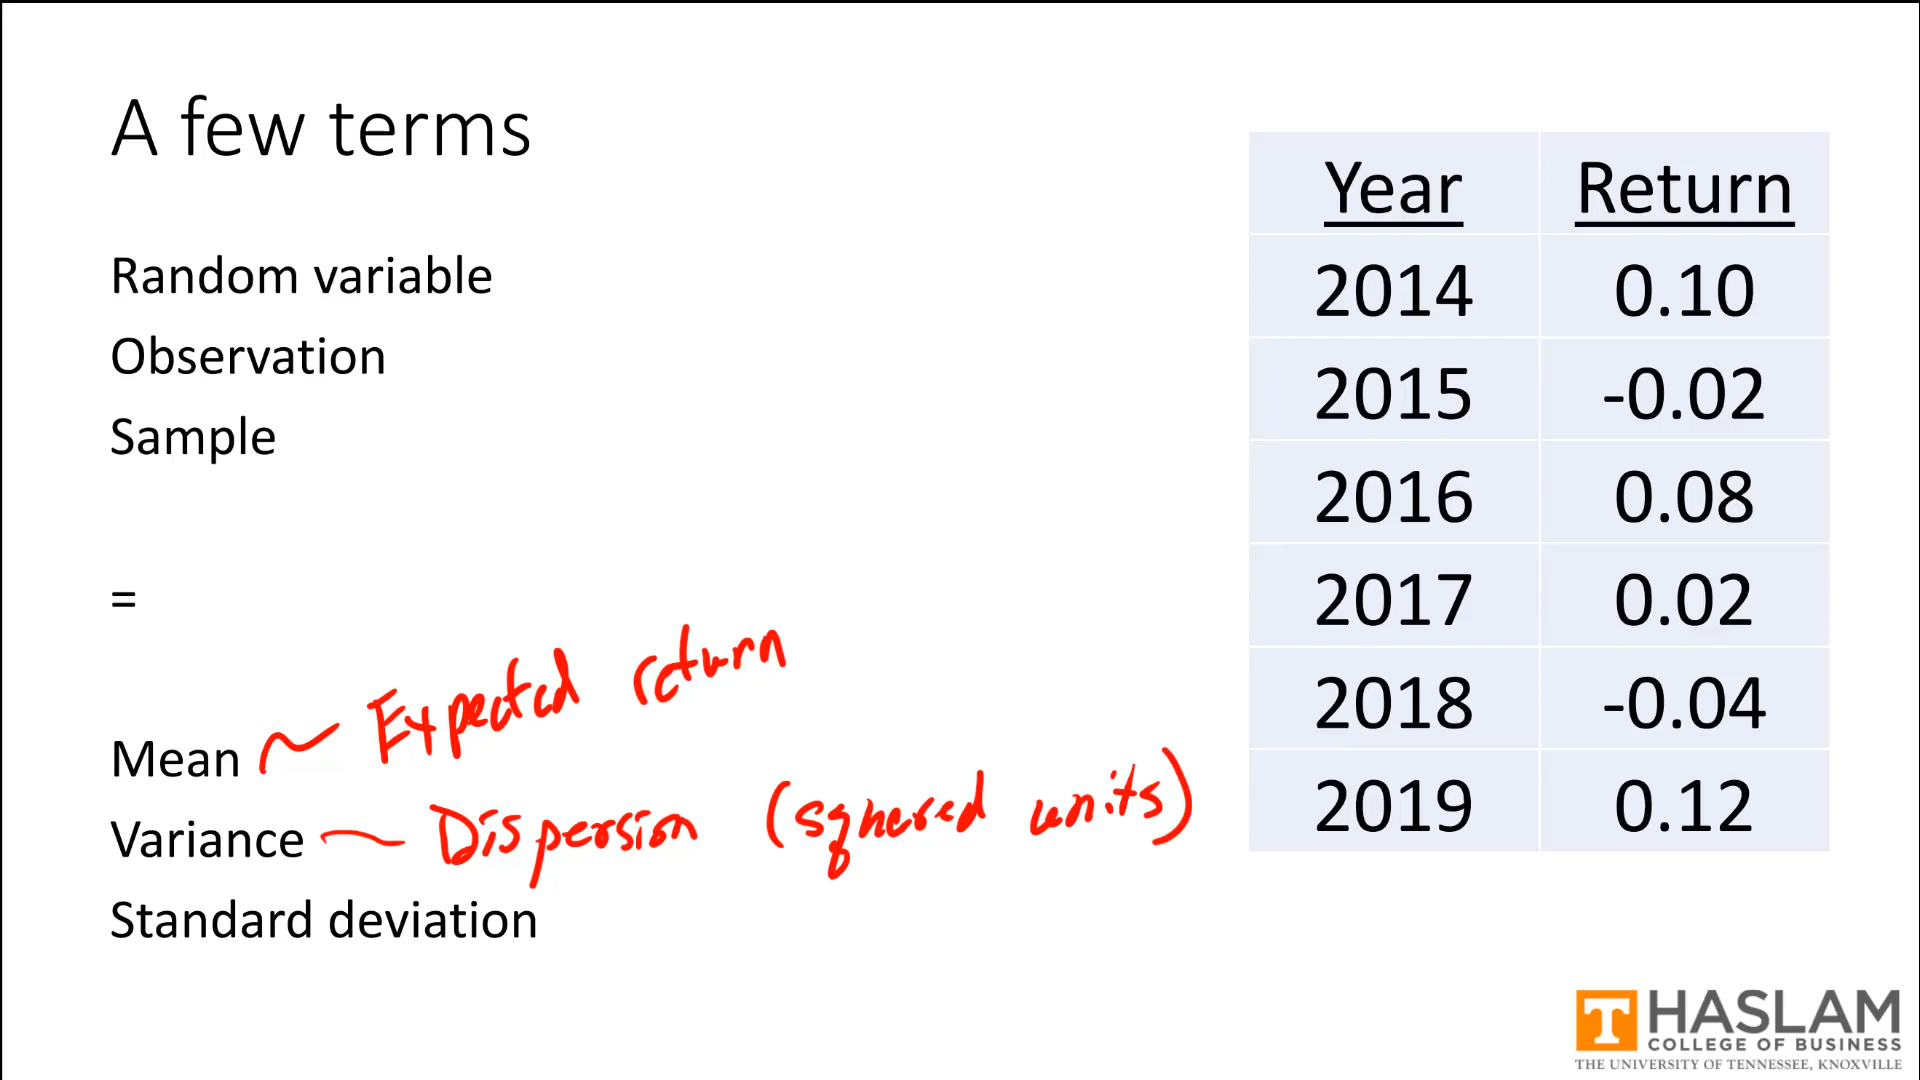 A few terms
Random variable
Observation
Sample
=
Mean ~ Expected return
Variance ~ Dispersion (squared units)
Standard deviation
Year Return
2014 0.10
2015 -0.02
2016 0.08
2017 0.02
2018 -0.04
2019 0.12
T HASLAM
COLLEGE OF BUSINESS
THE UNIVERSITY OF TENNESSEE, KNOXVILLE